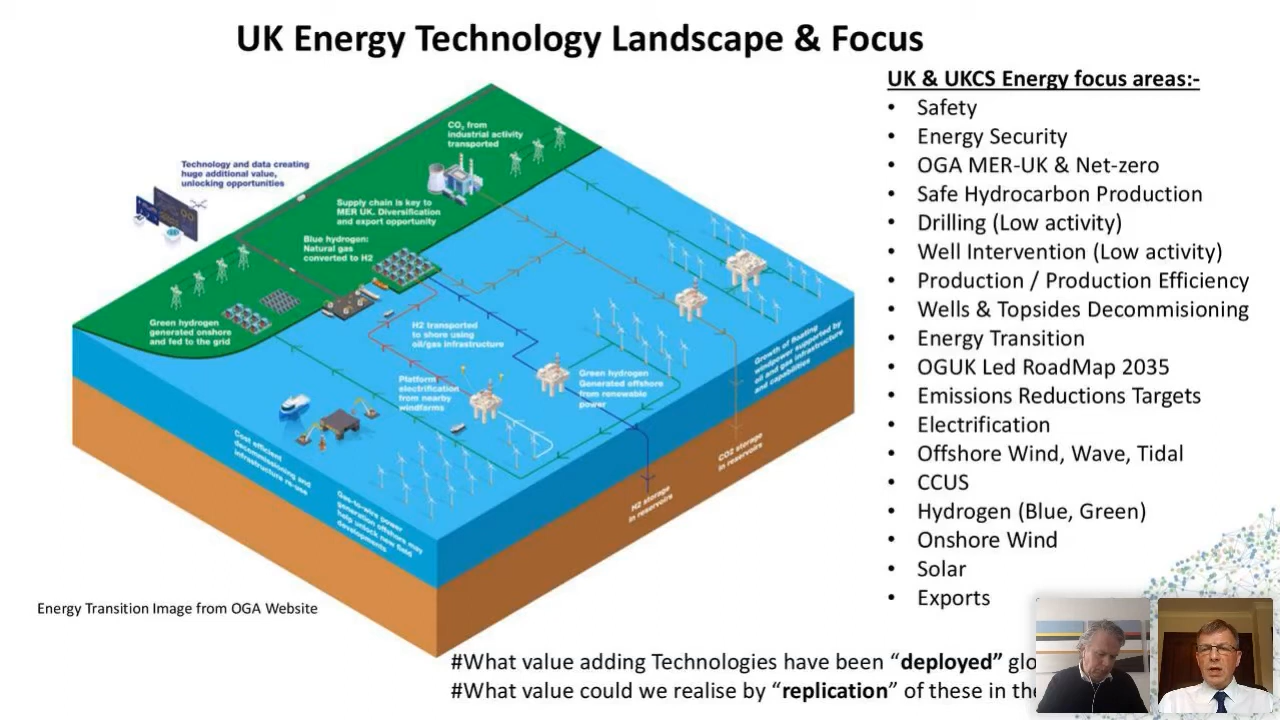 UK Energy Technology Landscape & Focus
UK & UKCS Energy focus areas:-
• Safety
• Energy Security
• OGA MER-UK & Net-zero
• Safe Hydrocarbon Production
• Drilling (Low activity)
• Well Intervention (Low activity)
• Production / Production Efficiency
• Wells & Topsides Decommisioning
• Energy Transition
• OGUK Led RoadMap 2035
• Emissions Reductions Targets
• Electrification
• Offshore Wind, Wave, Tidal
• CCUS
• Hydrogen (Blue, Green)
• Onshore Wind
• Solar
• Exports
CO2 from
industrial activity
transported
Technology and data creating
huge additional value,
unlocking opportunities
Supply chain is key to
MER UK. Diversification
and export opportunity
Blue hydrogen:
Natural gas
converted to H2
Green hydrogen
generated onshore
and fed to the grid
H2 transported
to shore using
oil/gas infrastructure
Platform
electrification
from nearby
windfarms
Green hydrogen
Generated offshore
from renewable
power
Growth of floating
windpower supported by
oil and gas infrastructure
and capabilities
Cost efficient
decommissioning and
infrastructure re-use
Gas-to-wire power
generation offshore may
help unlock new field
developments
H2 storage
in reservoirs
CO2 storage
in reservoirs
Energy Transition Image from OGA Website
#What value adding Technologies have been “deployed” glo
#What value could we realise by “replication” of these in the